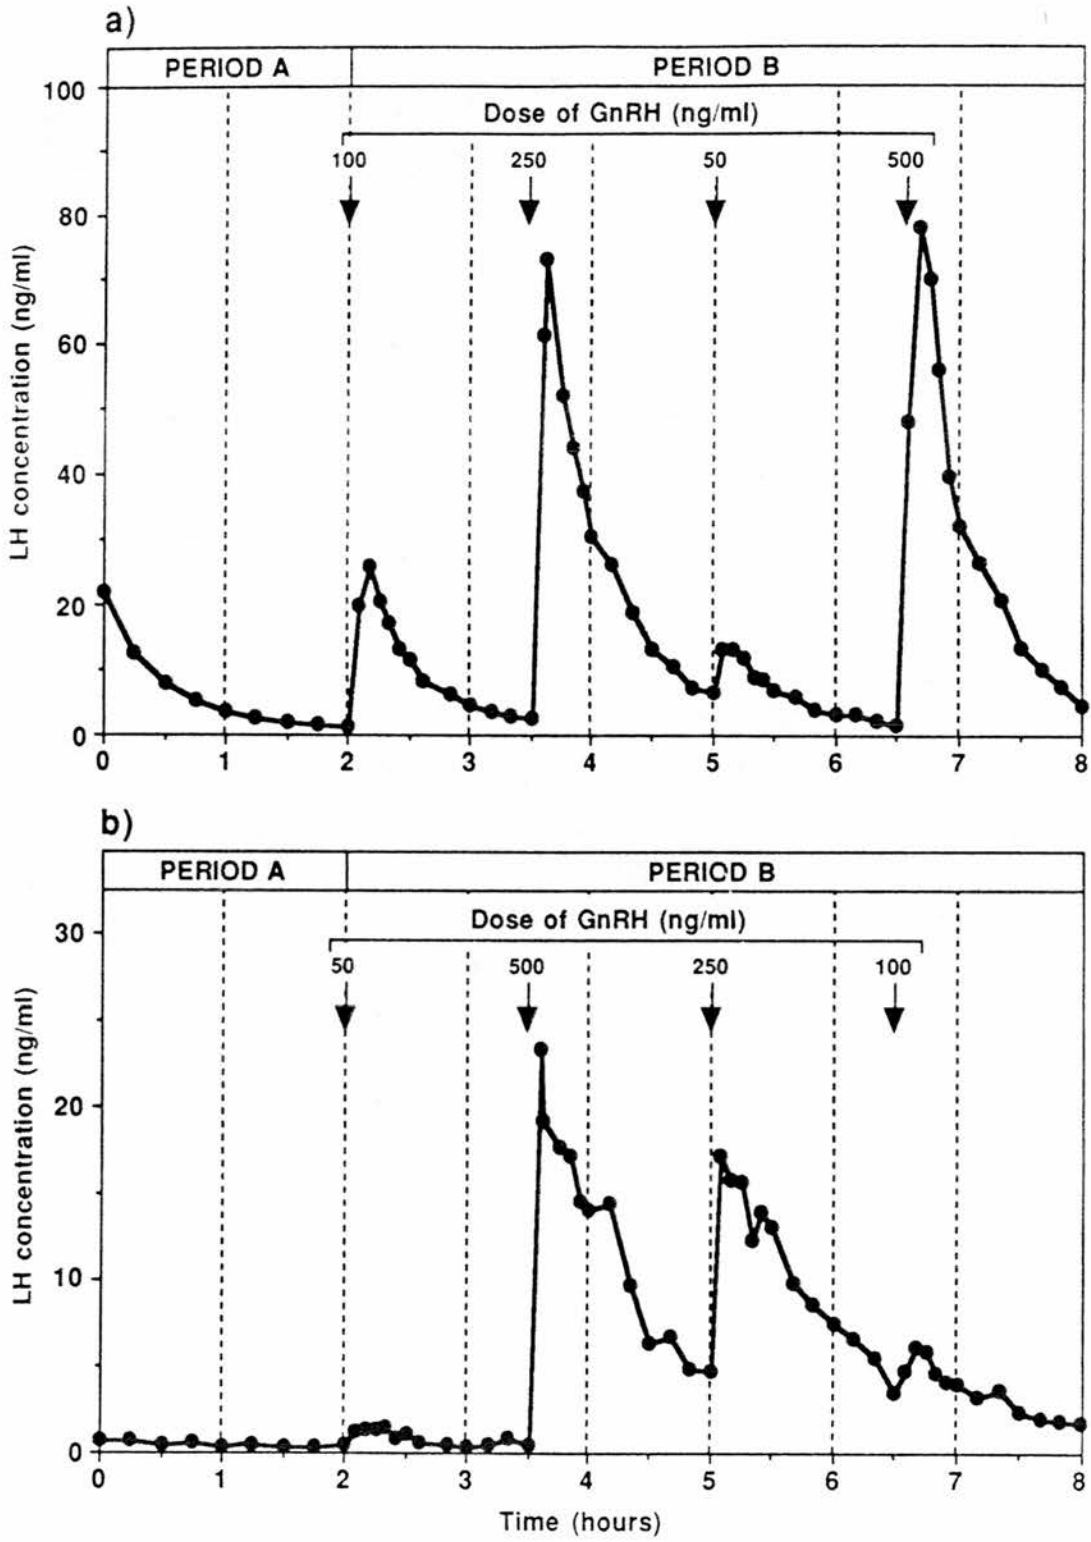 a)
PERIOD A PERIOD B
100
Dose of GnRH (ng/ml)
100 250 50 500
80
60
40
20
0
LH concentration (ng/ml)
0 1 2 3 4 5 6 7 8
b)
PERIOD A PERIOD B
30
Dose of GnRH (ng/ml)
50 500 250 100
20
10
0
LH concentration (ng/ml)
0 1 2 3 4 5 6 7 8
Time (hours)